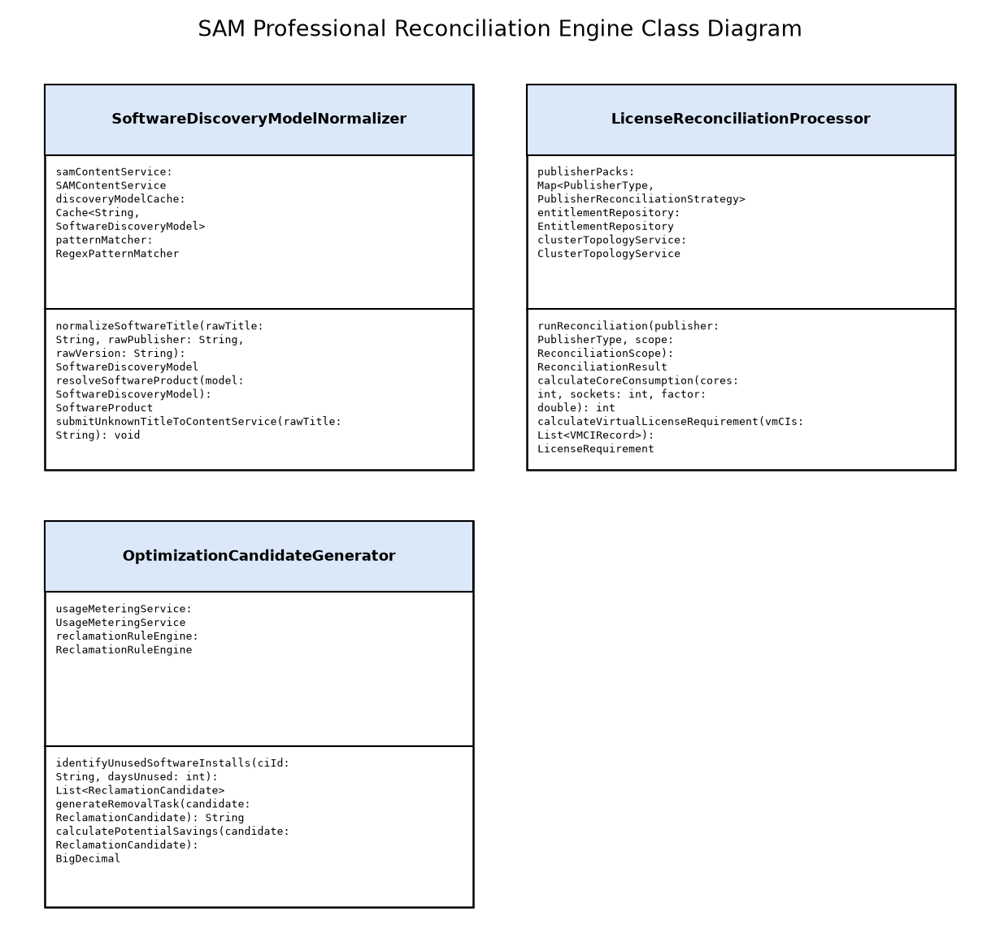 SAM Professional Reconciliation Engine Class Diagram
SoftwareDiscoveryModelNormalizer
samContentService:
SAMContentService
discoveryModelCache:
Cache<String,
SoftwareDiscoveryModel>
patternMatcher:
RegexPatternMatcher
normalizeSoftwareTitle(rawTitle:
String, rawPublisher: String,
rawVersion: String):
SoftwareDiscoveryModel
resolveSoftwareProduct(model:
SoftwareDiscoveryModel):
SoftwareProduct
submitUnknownTitleToContentService(rawTitle:
String): void
LicenseReconciliationProcessor
publisherPacks:
Map<PublisherType,
PublisherReconciliationStrategy>
entitlementRepository:
EntitlementRepository
clusterTopologyService:
ClusterTopologyService
runReconciliation(publisher:
PublisherType, scope:
ReconciliationScope):
ReconciliationResult
calculateCoreConsumption(cores:
int, sockets: int, factor:
double): int
calculateVirtualLicenseRequirement(vmCIs:
List<VMCIRecord>):
LicenseRequirement
OptimizationCandidateGenerator
usageMeteringService:
UsageMeteringService
reclamationRuleEngine:
ReclamationRuleEngine
identifyUnusedSoftwareInstalls(ciId:
String, daysUnused: int):
List<ReclamationCandidate>
generateRemovalTask(candidate:
ReclamationCandidate): String
calculatePotentialSavings(candidate:
ReclamationCandidate):
BigDecimal